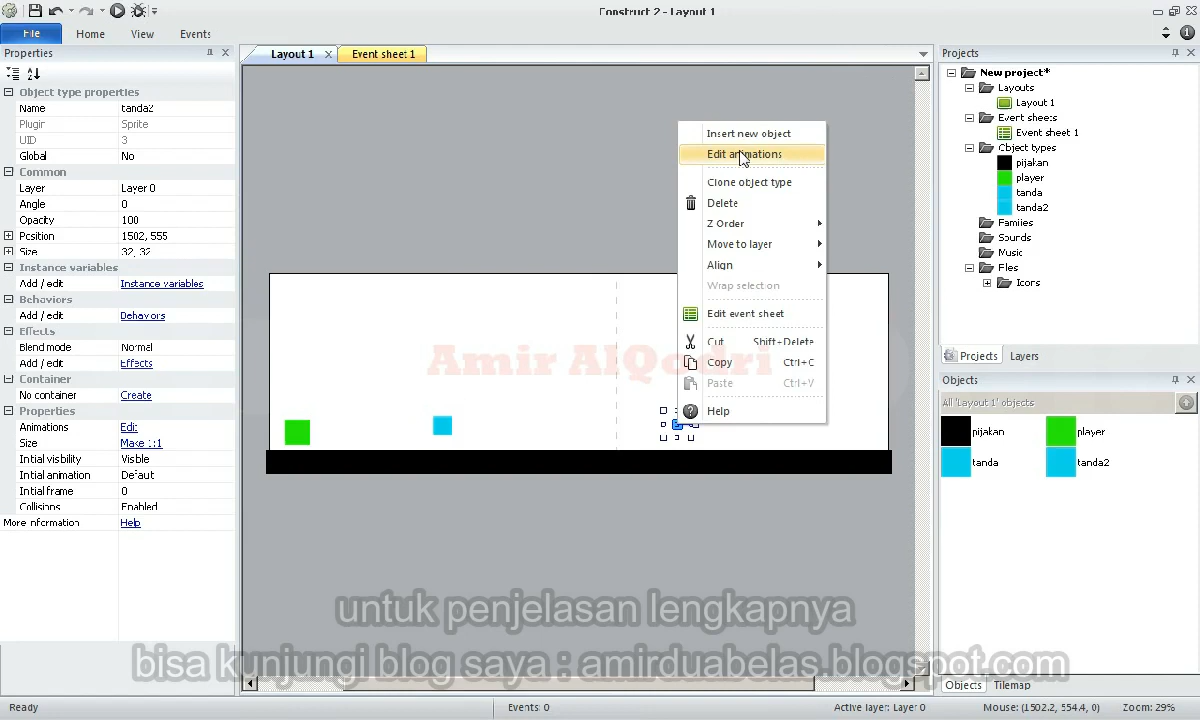 Construct 2 - Layout 1
File
Home
View
Events
Properties
Object type properties
Name tanda2
Plugin Sprite
UID 3
Global No
Common
Layer Layer 0
Angle 0
Opacity 100
Position 1502, 555
Size 32, 32
Instance variables
Add / edit Instance variables
Behaviors
Add / edit Behaviors
Effects
Blend mode Normal
Add / edit Effects
Container
No container Create
Properties
Animations Edit
Size Make 1:1
Initial visibility Visible
Initial animation Default
Initial frame 0
Collisions Enabled
More information Help
Layout 1
Event sheet 1
Insert new object
Edit animations
Clone object type
Delete
Z Order
Move to layer
Align
Wrap selection
Edit event sheet
Cut Shift+Delete
Copy Ctrl+C
Paste Ctrl+V
Help
Amir AlQodri
untuk penjelasan lengkapnya
bisa kunjungi blog saya : amirduabelas.blogspot.com
Projects
New project*
Layouts
Layout 1
Event sheets
Event sheet 1
Object types
pijakan
player
tanda
tanda2
Families
Sounds
Music
Files
Icons
Projects
Layers
Objects
All 'Layout 1' objects
pijakan
player
tanda
tanda2
Objects
Tilemap
Ready
Events: 0
Active layer: Layer 0
Mouse: (1502.2, 554.4, 0)
Zoom: 29%